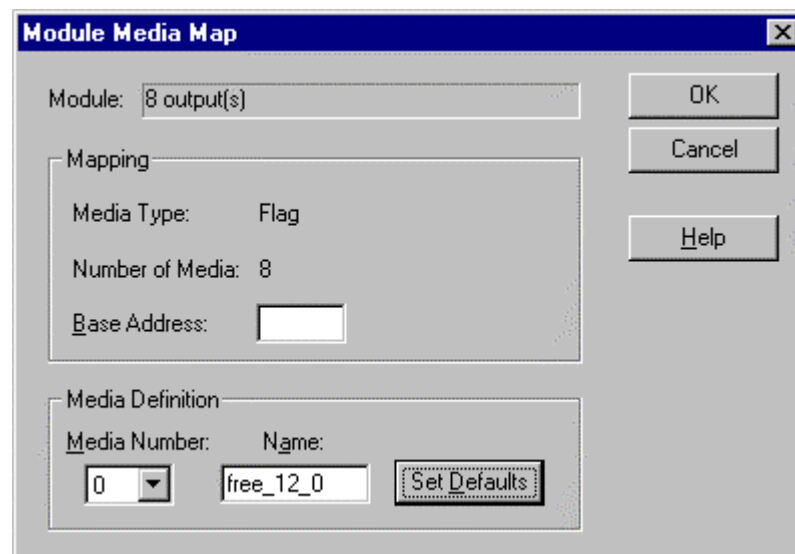 Module Media Map
Module: 8 output(s)
OK
Cancel
Help
Mapping
Media Type: Flag
Number of Media: 8
Base Address:
Media Definition
Media Number: Name:
0 free_12_0 Set Defaults